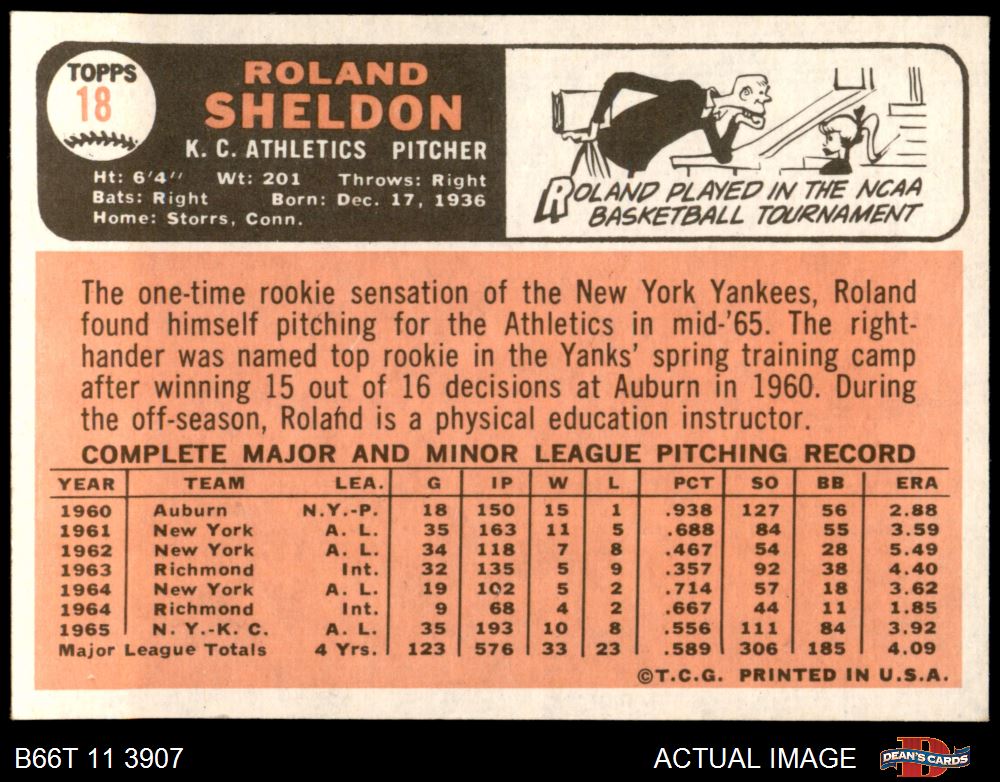 TOPPS
18
ROLAND
SHELDON
K. C. ATHLETICS PITCHER
Ht: 6'4" Wt: 201 Throws: Right
Bats: Right Born: Dec. 17, 1936
Home: Storrs, Conn.
ROLAND PLAYED IN THE NCAA
BASKETBALL TOURNAMENT
The one-time rookie sensation of the New York Yankees, Roland
found himself pitching for the Athletics in mid-'65. The right-
hander was named top rookie in the Yanks' spring training camp
after winning 15 out of 16 decisions at Auburn in 1960. During
the off-season, Roland is a physical education instructor.
COMPLETE MAJOR AND MINOR LEAGUE PITCHING RECORD
YEAR TEAM LEA. G IP W L PCT SO BB ERA
1960 Auburn N.Y.-P. 18 150 15 1 .938 127 56 2.88
1961 New York A. L. 35 163 11 5 .688 84 55 3.59
1962 New York A. L. 34 118 7 8 .467 54 28 5.49
1963 Richmond Int. 32 135 5 9 .357 92 38 4.40
1964 New York A. L. 19 102 5 2 .714 57 18 3.62
1964 Richmond Int. 9 68 4 2 .667 44 11 1.85
1965 N. Y.-K. C. A. L. 35 193 10 8 .556 111 84 3.92
Major League Totals 4 Yrs. 123 576 33 23 .589 306 185 4.09
©T.C.G. PRINTED IN U.S.A.
B66T 11 3907
ACTUAL IMAGE
DEAN'S CARDS